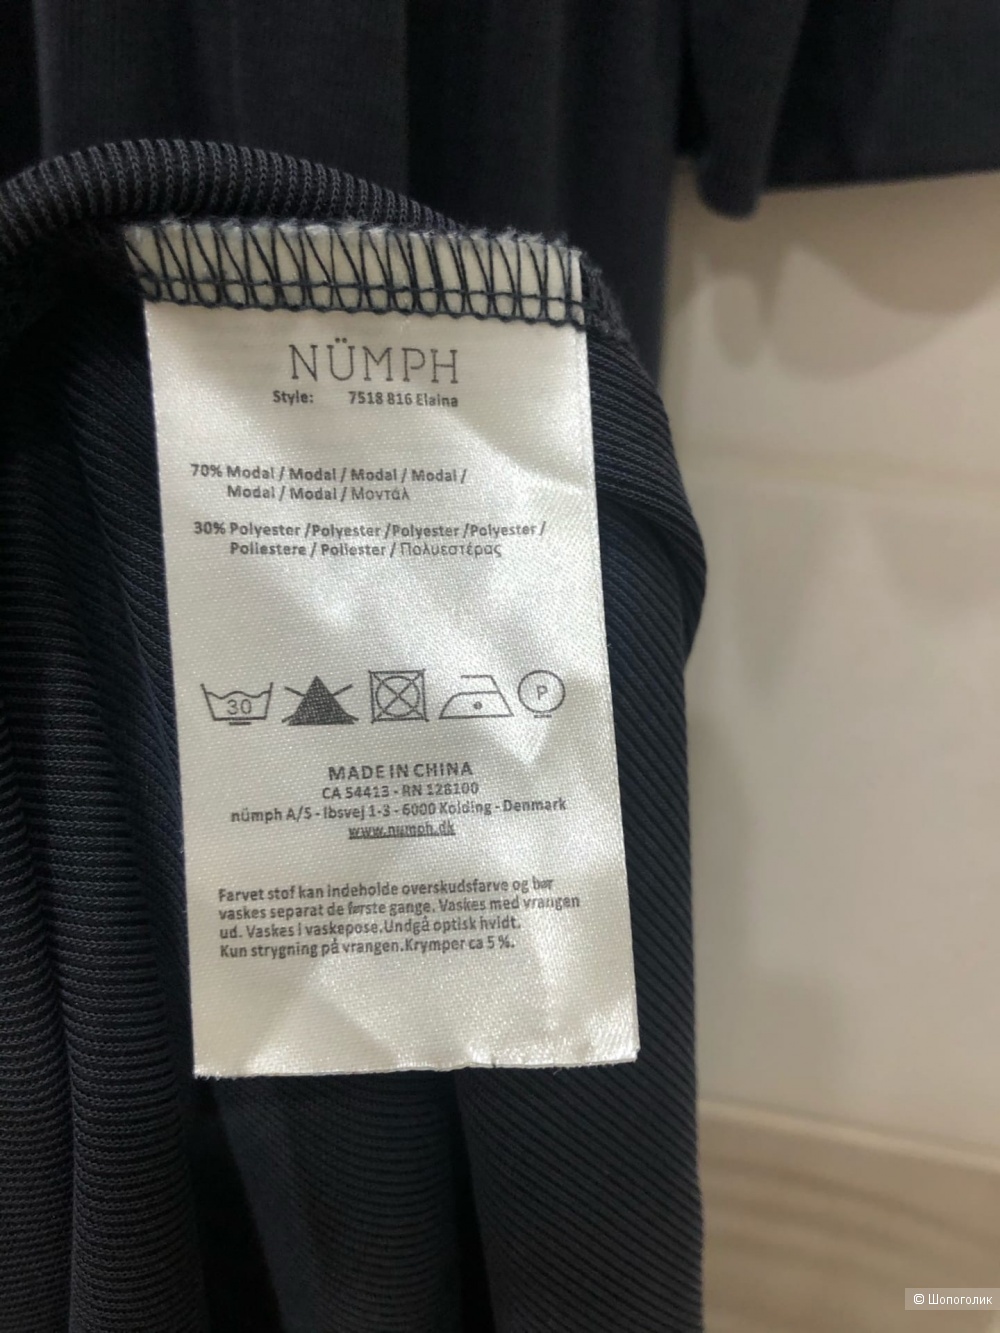 NÜMPH
Style: 7518 816 Elaina
70% Modal / Modal / Modal / Modal /
Modal / Modal / Μοντάλ
30% Polyester /Polyester /Polyester /Polyester /
Poliestere / Poliester / Πολυεστέρας
30
P
MADE IN CHINA
CA 54413 - RN 128100
nümph A/S - Ibsvej 1-3 - 6000 Kolding - Denmark
www.numph.dk
Farvet stof kan indeholde overskudsfarve og bør
vaskes separat de første gange. Vaskes med vrangen
ud. Vaskes i vaskepose.Undgå optisk hvidt.
Kun strygning på vrangen.Krymper ca 5 %.
© Шопоголик